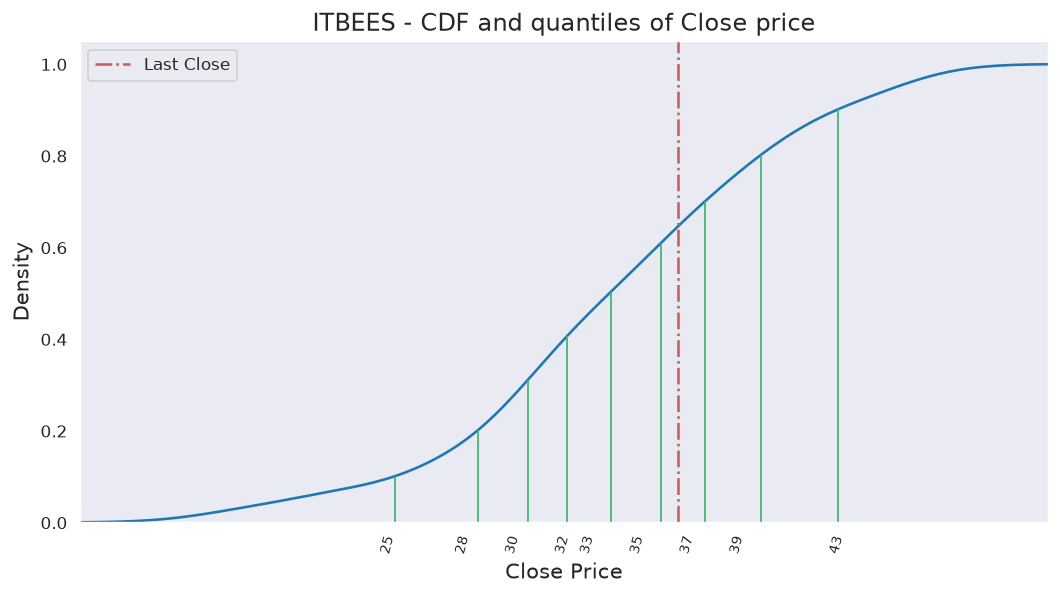 ITBEES - CDF and quantiles of Close price
Last Close
Density
1.0
0.8
0.6
0.4
0.2
0.0
25 28 30 32 33 35 37 39 43
Close Price